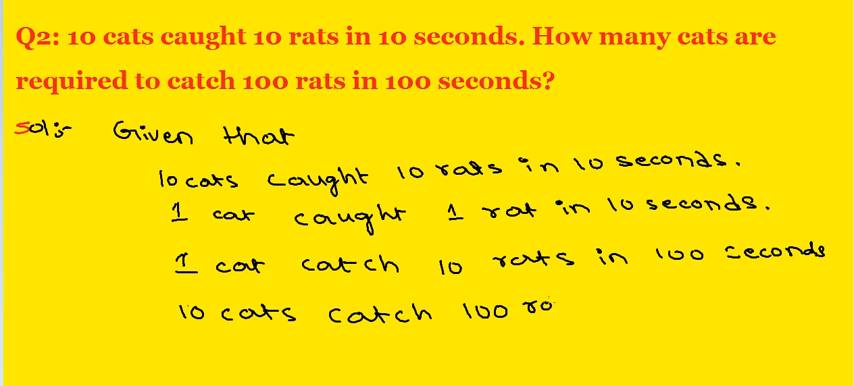 Q2: 10 cats caught 10 rats in 10 seconds. How many cats are
required to catch 100 rats in 100 seconds?
Sol:- Given that
10 cats caught 10 rats in 10 seconds.
1 cat caught 1 rat in 10 seconds.
1 cat catch 10 rats in 100 seconds
10 cats catch 100 ra